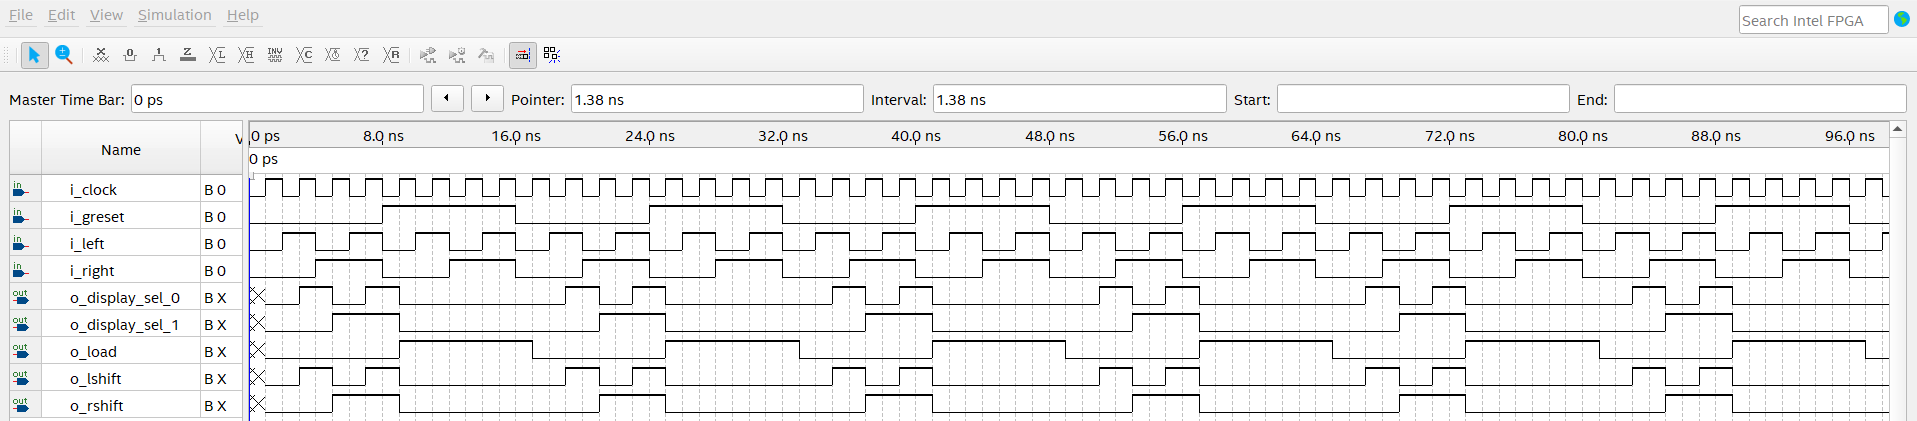 File Edit View Simulation Help
Search Intel FPGA
Master Time Bar: 0 ps Pointer: 1.38 ns Interval: 1.38 ns Start: End:
Name V 0 ps 8.0 ns 16.0 ns 24.0 ns 32.0 ns 40.0 ns 48.0 ns 56.0 ns 64.0 ns 72.0 ns 80.0 ns 88.0 ns 96.0 ns
0 ps
in i_clock B 0
in i_greset B 0
in i_left B 0
in i_right B 0
out o_display_sel_0 B X
out o_display_sel_1 B X
out o_load B X
out o_lshift B X
out o_rshift B X